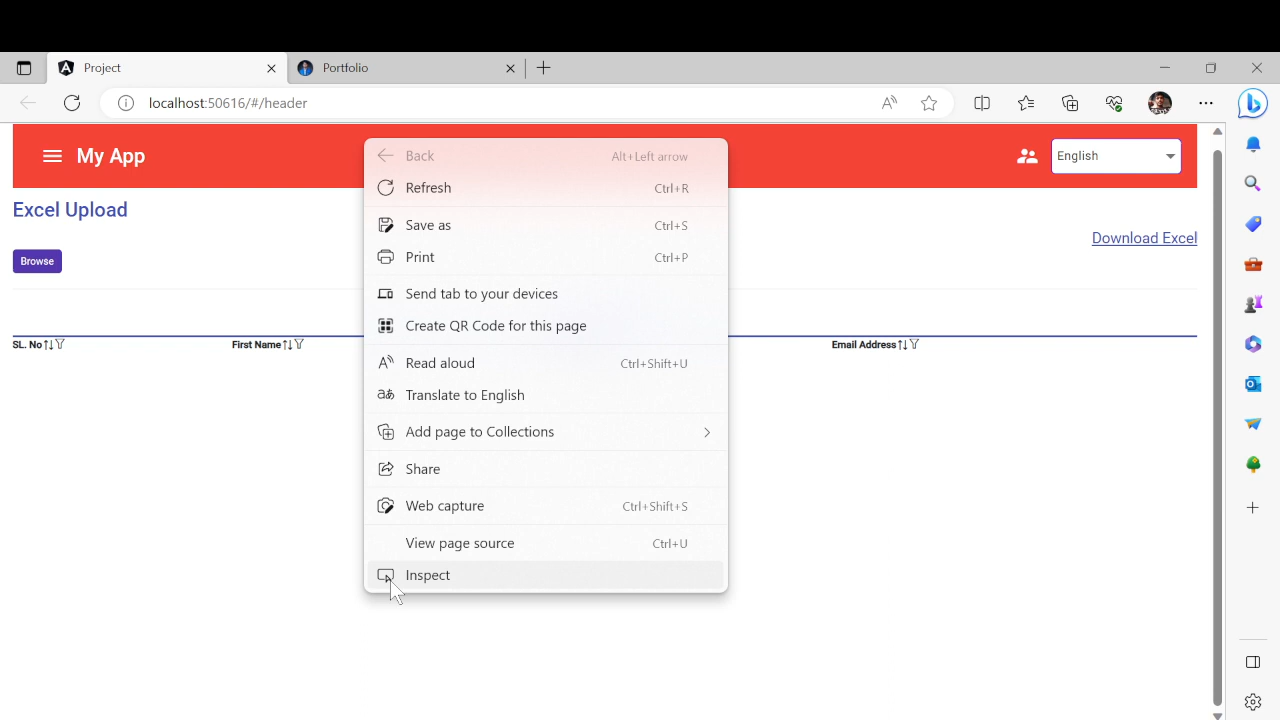 Project
Portfolio
localhost:50616/#/header
My App
English
Excel Upload
Download Excel
Browse
SL. No
First Name
Email Address
Back Alt+Left arrow
Refresh Ctrl+R
Save as Ctrl+S
Print Ctrl+P
Send tab to your devices
Create QR Code for this page
Read aloud Ctrl+Shift+U
Translate to English
Add page to Collections
Share
Web capture Ctrl+Shift+S
View page source Ctrl+U
Inspect